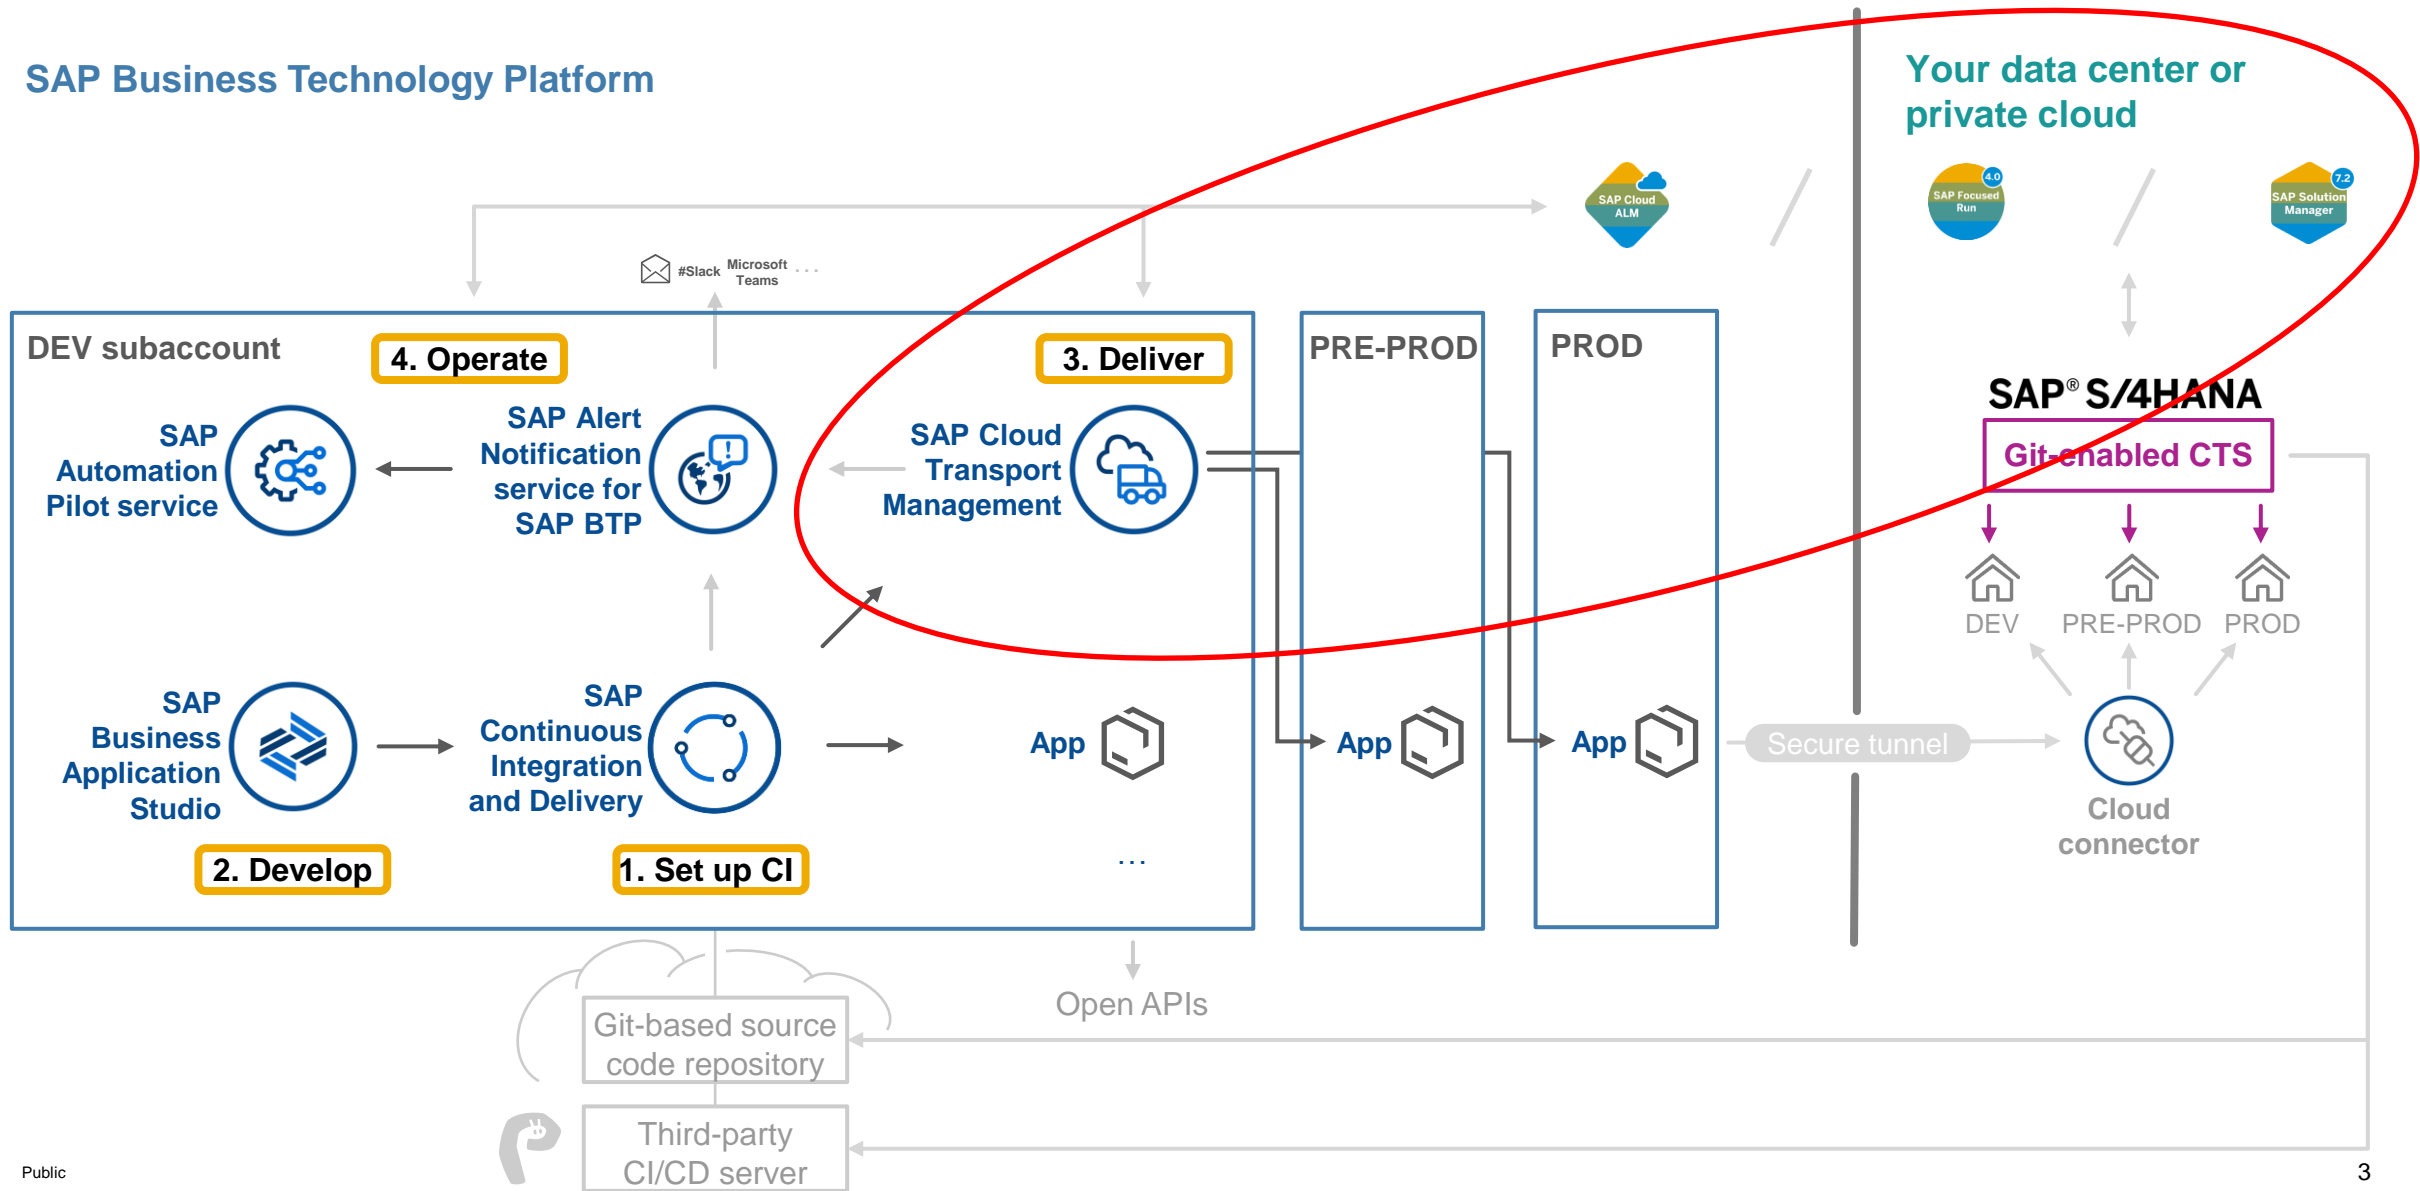 SAP Business Technology Platform
Your data center or
private cloud
SAP Cloud
ALM
4.0
SAP Focused
Run
7.2
SAP Solution
Manager
#Slack
Microsoft
Teams
...
DEV subaccount
4. Operate
3. Deliver
PRE-PROD
PROD
SAP
Automation
Pilot service
SAP Alert
Notification
service for
SAP BTP
SAP Cloud
Transport
Management
SAP® S/4HANA
Git-enabled CTS
DEV
PRE-PROD
PROD
SAP
Business
Application
Studio
SAP
Continuous
Integration
and Delivery
App
App
App
Secure tunnel
Cloud
connector
2. Develop
1. Set up CI
...
Open APIs
Git-based source
code repository
Third-party
CI/CD server
Public
3